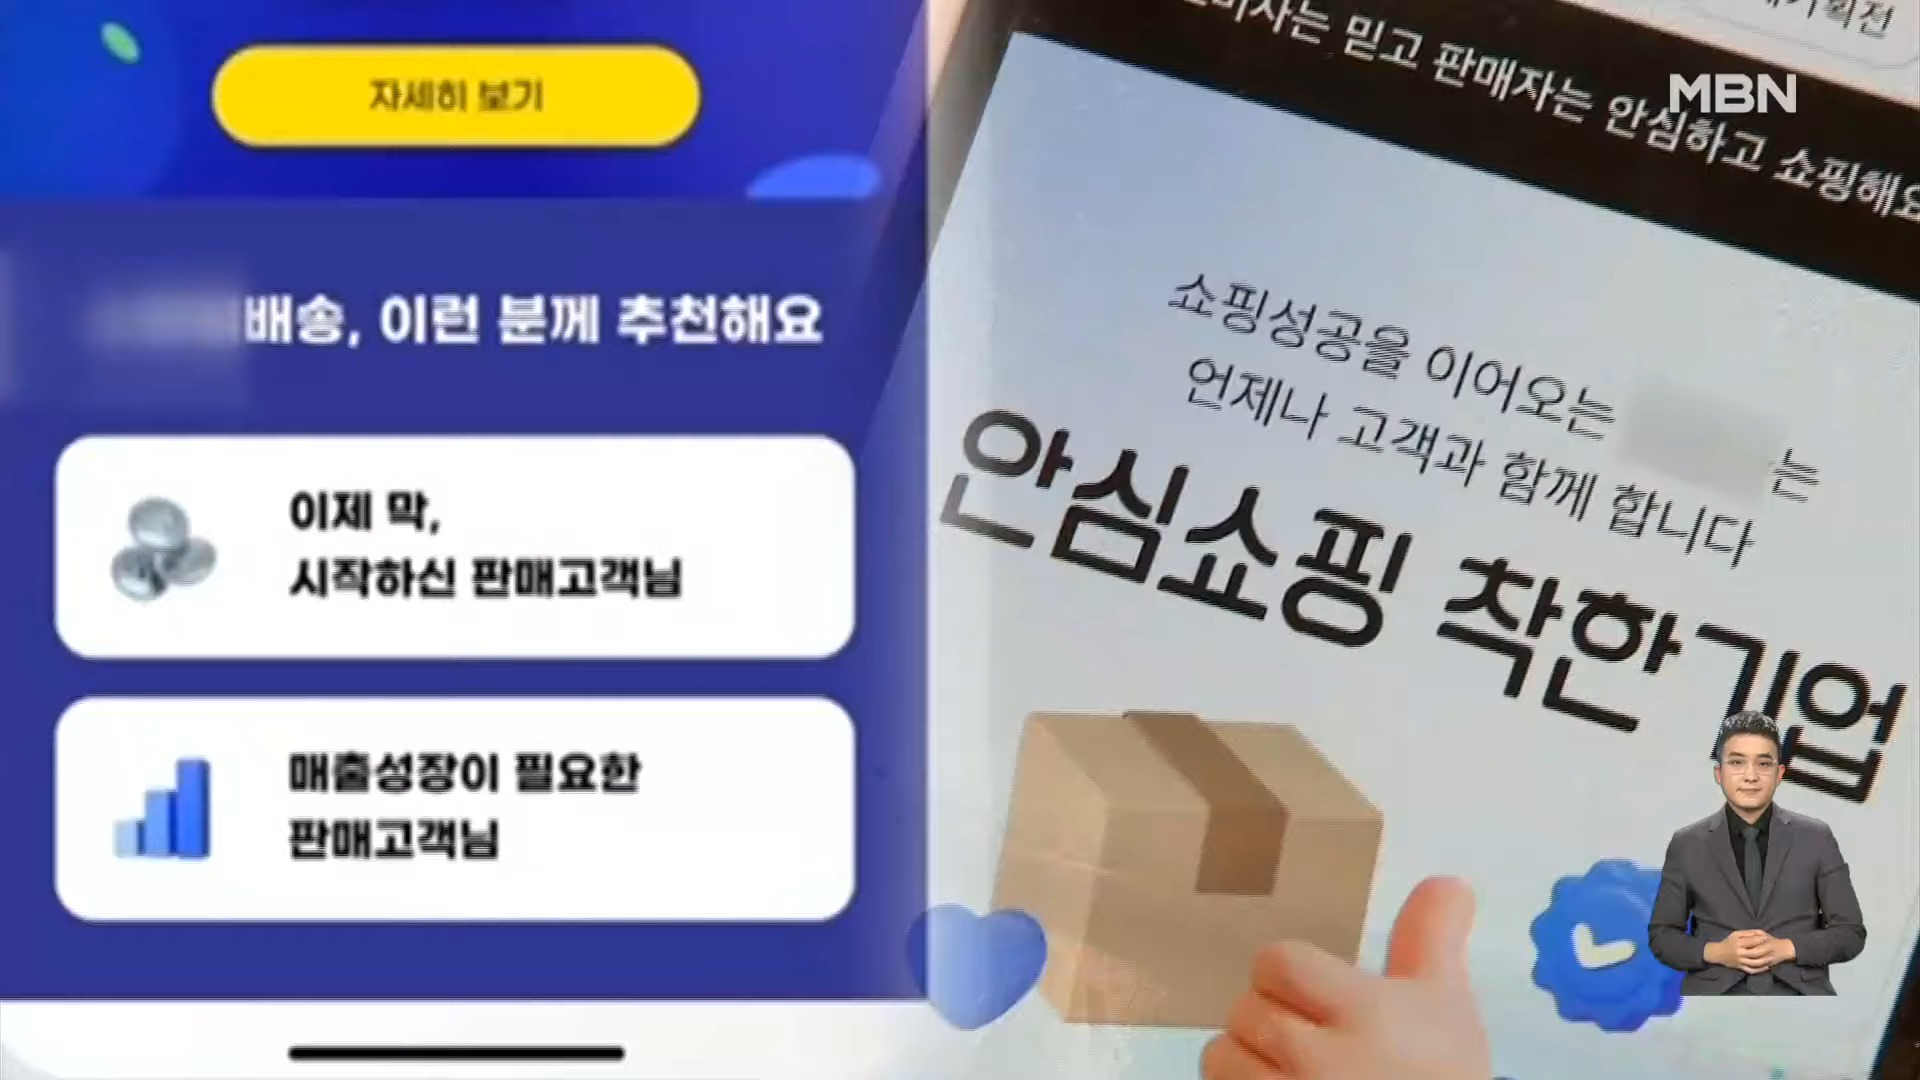 자세히 보기
배송, 이런 분께 추천해요
이제 막,
시작하신 판매고객님
매출성장이 필요한
판매고객님
믿고 판매자는 안심하고 쇼핑해요
MBN
쇼핑성공을 이어오는 는
언제나 고객과 함께 합니다
안심쇼핑 착한기업